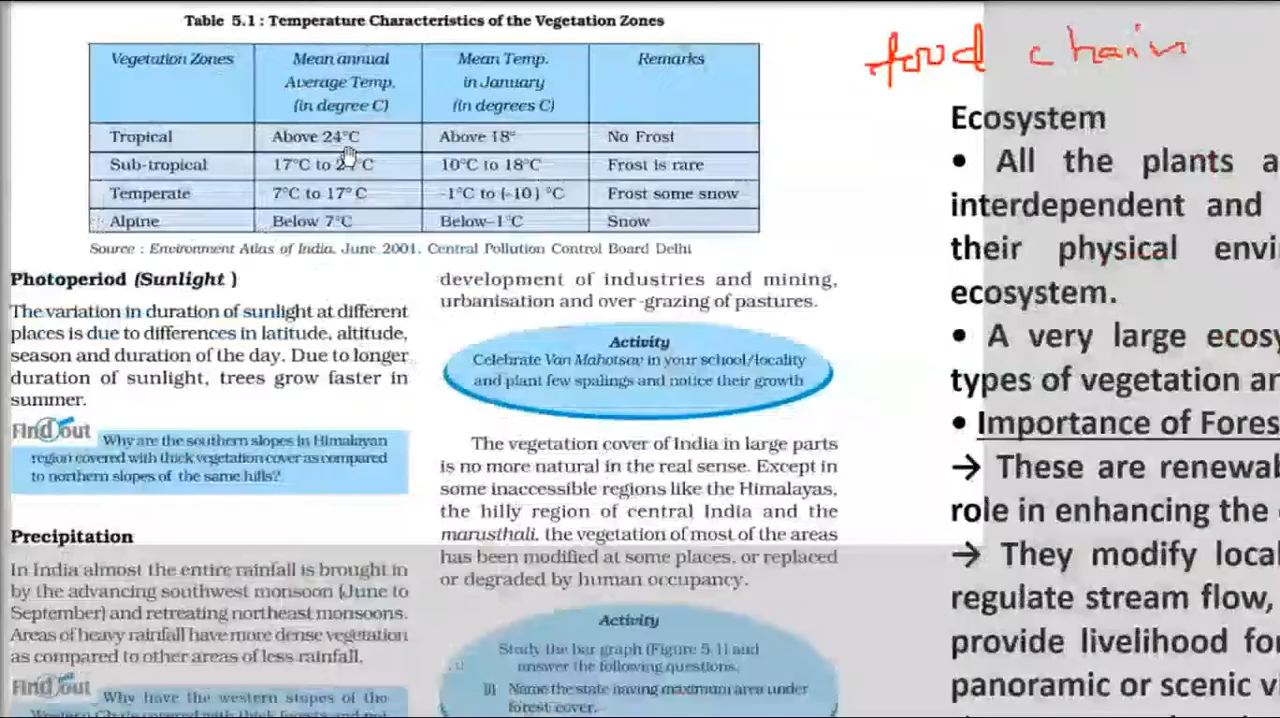 Table 5.1 : Temperature Characteristics of the Vegetation Zones
Vegetation Zones
Mean annual
Average Temp.
(in degree C)
Mean Temp.
in January
(in degrees C)
Remarks
Tropical
Above 24°C
Above 18°
No Frost
Sub-tropical
17°C to 24°C
10°C to 18°C
Frost is rare
Temperate
7°C to 17° C
-1°C to (-10) °C
Frost some snow
Alpine
Below 7°C
Below-1°C
Snow
Source : Environment Atlas of India, June 2001, Central Pollution Control Board Delhi
Photoperiod (Sunlight )
The variation in duration of sunlight at different
places is due to differences in latitude, altitude,
season and duration of the day. Due to longer
duration of sunlight, trees grow faster in
summer.
Find out
Why are the southern slopes in Himalayan
region covered with thick vegetation cover as compared
to northern slopes of the same hills?
Precipitation
In India almost the entire rainfall is brought in
by the advancing southwest monsoon (June to
September) and retreating northeast monsoons.
Areas of heavy rainfall have more dense vegetation
as compared to other areas of less rainfall.
Find out
Why have the western slopes of the
Western Ghats covered with thick forests and not
development of industries and mining,
urbanisation and over-grazing of pastures.
Activity
Celebrate Van Mahotsav in your school/locality
and plant few spalings and notice their growth
The vegetation cover of India in large parts
is no more natural in the real sense. Except in
some inaccessible regions like the Himalayas,
the hilly region of central India and the
marusthali, the vegetation of most of the areas
has been modified at some places, or replaced
or degraded by human occupancy.
Activity
Study the bar graph (Figure 5.1) and
answer the following questions.
(i) Name the state having maximum area under
forest cover.
food chain
Ecosystem
• All the plants a
interdependent and
their physical envi
ecosystem.
• A very large ecosy
types of vegetation an
• Importance of Fores
→ These are renewab
role in enhancing the
→ They modify local
regulate stream flow,
provide livelihood fo
panoramic or scenic vi